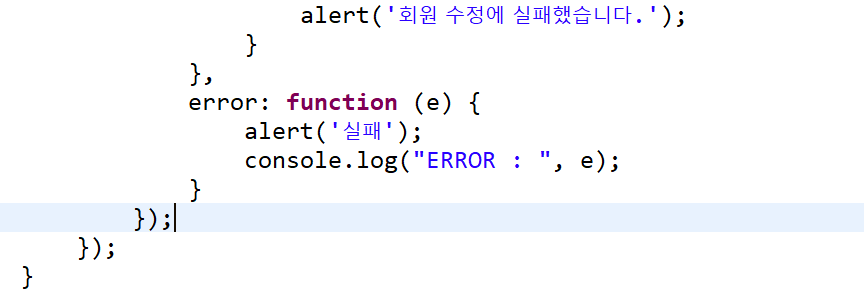 alert('회원 수정에 실패했습니다.');
}
},
error: function (e) {
alert('실패');
console.log("ERROR : ", e);
}
});
});
}